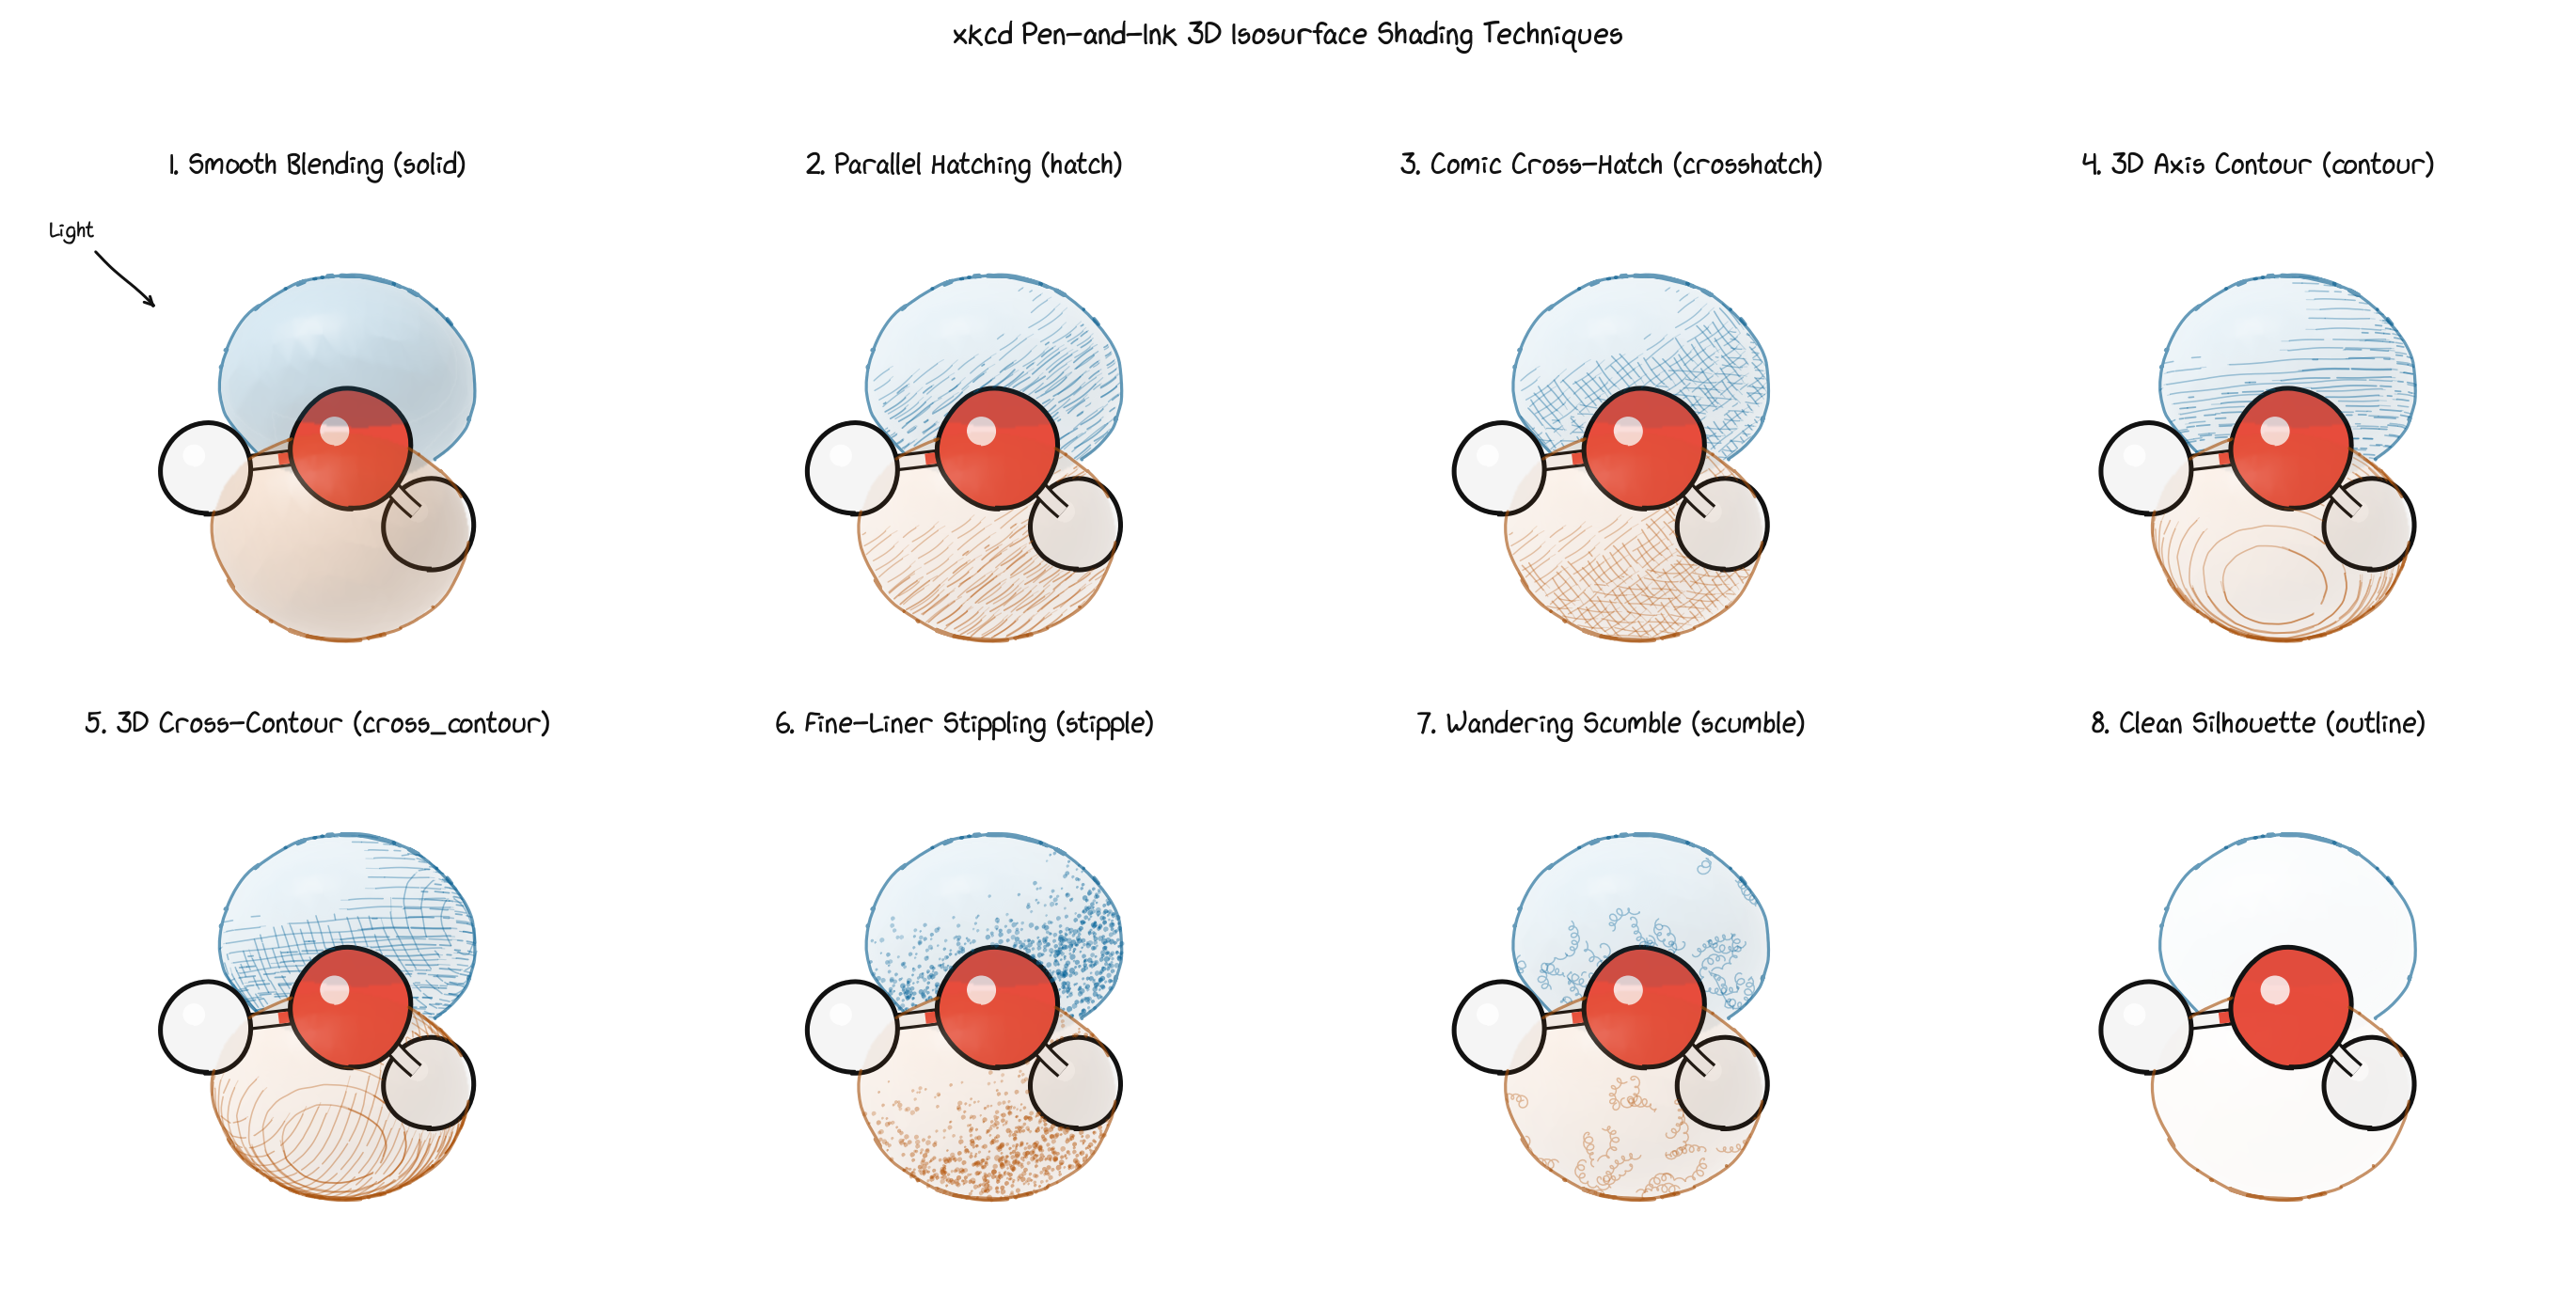 xkcd Pen-and-Ink 3D Isosurface Shading Techniques
1. Smooth Blending (solid)
2. Parallel Hatching (hatch)
3. Comic Cross-Hatch (crosshatch)
4. 3D Axis Contour (contour)
Light
5. 3D Cross-Contour (cross_contour)
6. Fine-Liner Stippling (stipple)
7. Wandering Scumble (scumble)
8. Clean Silhouette (outline)